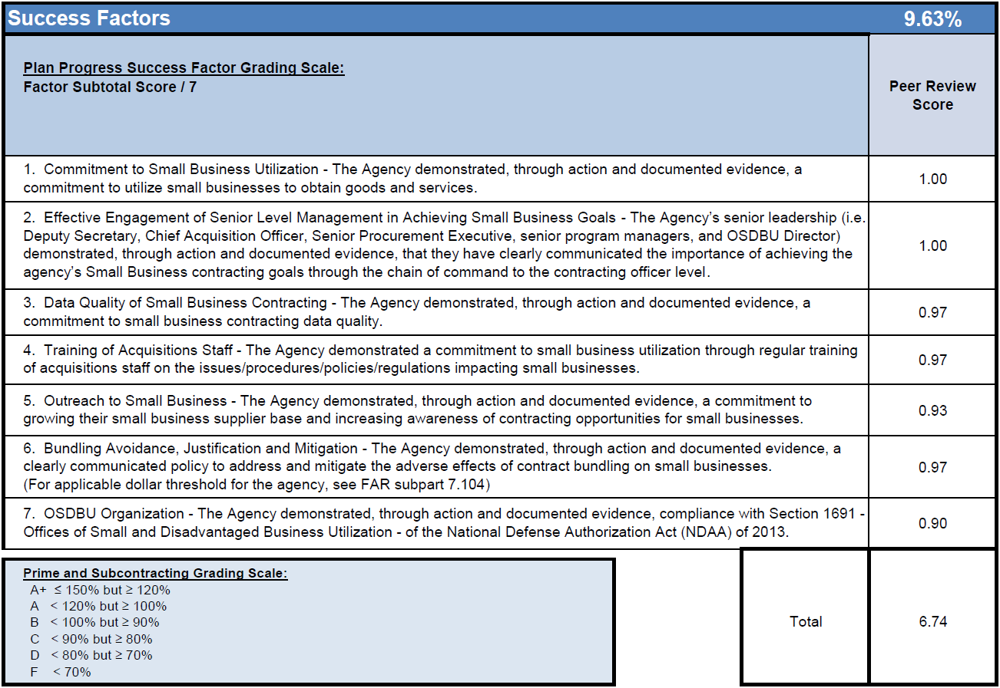 Success Factors 9.63%
Plan Progress Success Factor Grading Scale:
Factor Subtotal Score / 7
Peer Review
Score
1.  Commitment to Small Business Utilization - The Agency demonstrated, through action and documented evidence, a
commitment to utilize small businesses to obtain goods and services.
1.00
2.  Effective Engagement of Senior Level Management in Achieving Small Business Goals - The Agency’s senior leadership (i.e.
Deputy Secretary, Chief Acquisition Officer, Senior Procurement Executive, senior program managers, and OSDBU Director)
demonstrated, through action and documented evidence, that they have clearly communicated the importance of achieving the
agency’s Small Business contracting goals through the chain of command to the contracting officer level.
1.00
3.  Data Quality of Small Business Contracting - The Agency demonstrated, through action and documented evidence, a
commitment to small business contracting data quality.
0.97
4.  Training of Acquisitions Staff - The Agency demonstrated a commitment to small business utilization through regular training
of acquisitions staff on the issues/procedures/policies/regulations impacting small businesses.
0.97
5.  Outreach to Small Business - The Agency demonstrated, through action and documented evidence, a commitment to
growing their small business supplier base and increasing awareness of contracting opportunities for small businesses.
0.93
6.  Bundling Avoidance, Justification and Mitigation - The Agency demonstrated, through action and documented evidence, a
clearly communicated policy to address and mitigate the adverse effects of contract bundling on small businesses.
(For applicable dollar threshold for the agency, see FAR subpart 7.104)
0.97
7.  OSDBU Organization - The Agency demonstrated, through action and documented evidence, compliance with Section 1691 -
Offices of Small and Disadvantaged Business Utilization - of the National Defense Authorization Act (NDAA) of 2013.
0.90
Prime and Subcontracting Grading Scale:
A+ ≤ 150% but ≥ 120%
A < 120% but ≥ 100%
B < 100% but ≥ 90%
C < 90% but ≥ 80%
D < 80% but ≥ 70%
F < 70%
Total 6.74